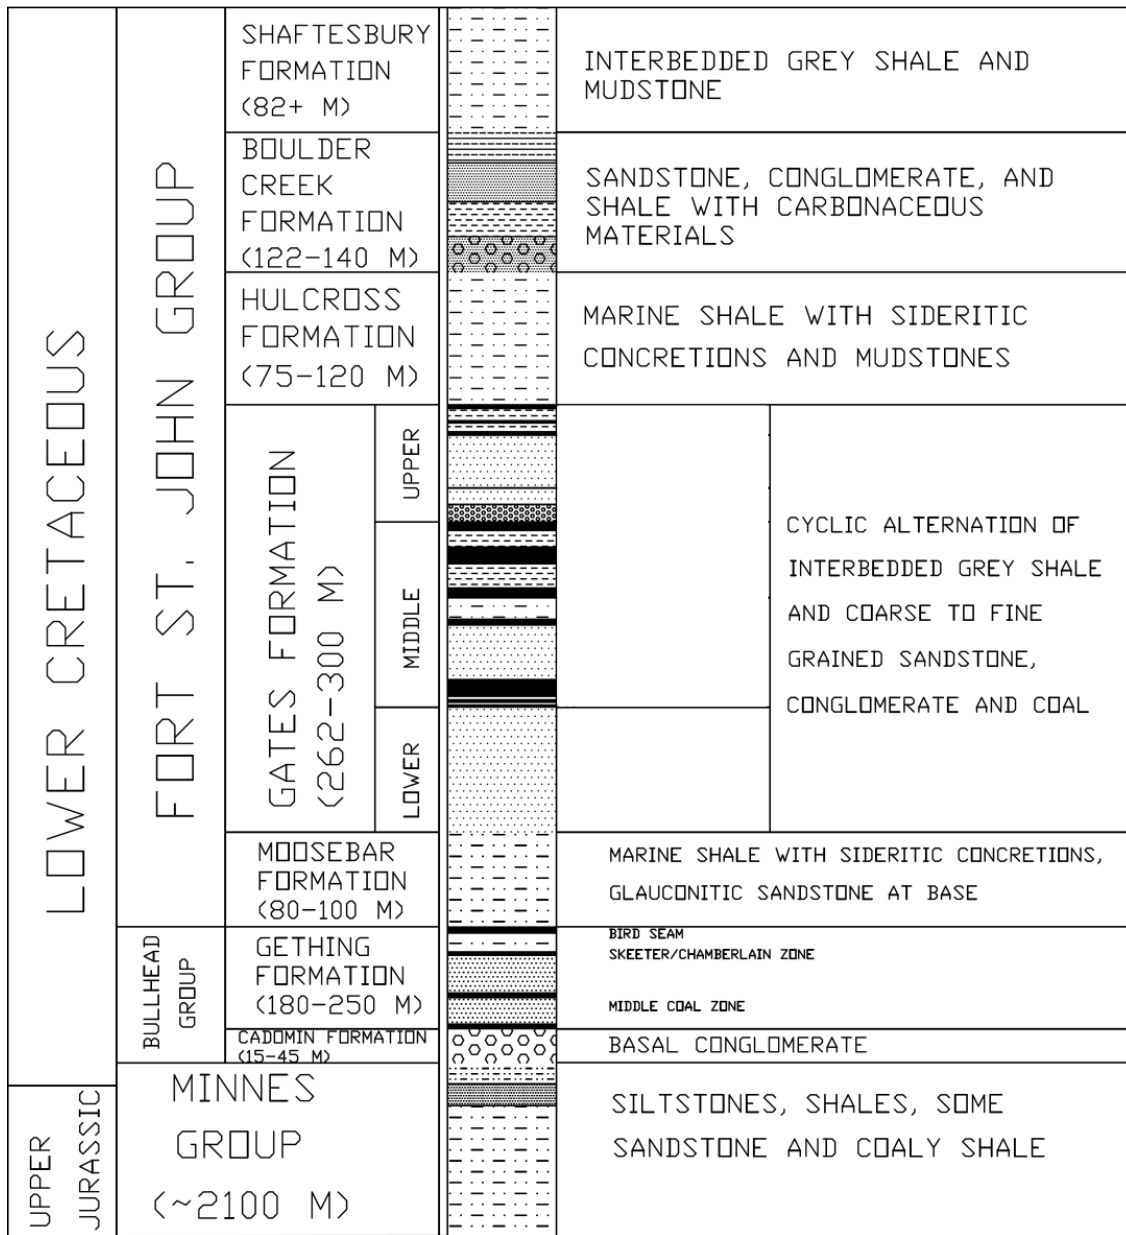 LOWER CRETACEOUS
UPPER
JURASSIC
FORT ST. JOHN GROUP
BULLHEAD
GROUP
SHAFTESBURY
FORMATION
(82+ M)
INTERBEDDED GREY SHALE AND
MUDSTONE
BOULDER
CREEK
FORMATION
(122-140 M)
SANDSTONE, CONGLOMERATE, AND
SHALE WITH CARBONACEOUS
MATERIALS
HULCROSS
FORMATION
(75-120 M)
MARINE SHALE WITH SIDERITIC
CONCRETIONS AND MUDSTONES
GATES FORMATION
(262-300 M)
UPPER
MIDDLE
LOWER
CYCLIC ALTERNATION OF
INTERBEDDED GREY SHALE
AND COARSE TO FINE
GRAINED SANDSTONE,
CONGLOMERATE AND COAL
MOOSEBAR
FORMATION
(80-100 M)
MARINE SHALE WITH SIDERITIC CONCRETIONS,
GLAUCONITIC SANDSTONE AT BASE
GETHING
FORMATION
(180-250 M)
BIRD SEAM
SKEETER/CHAMBERLAIN ZONE
MIDDLE COAL ZONE
CADOMIN FORMATION
(15-45 M)
BASAL CONGLOMERATE
MINNES
GROUP
(~2100 M)
SILTSTONES, SHALES, SOME
SANDSTONE AND COALY SHALE